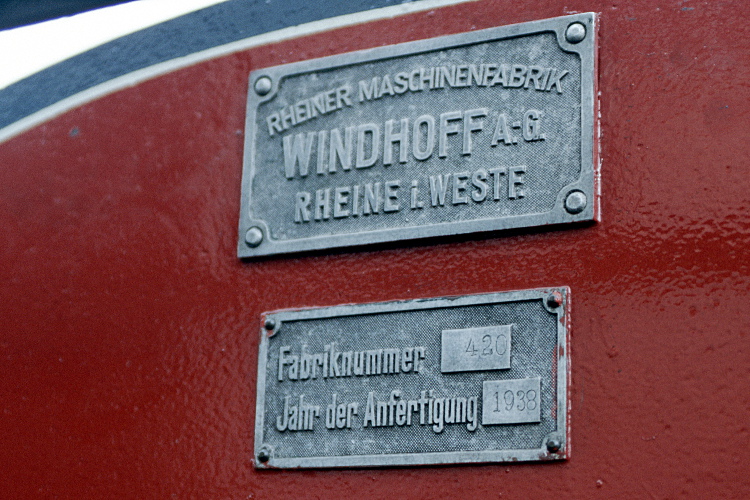 RHEINER MASCHINENFABRIK
WINDHOFF A.-G.
RHEINE i. WESTF.
Fabriknummer 420
Jahr der Anfertigung 1938